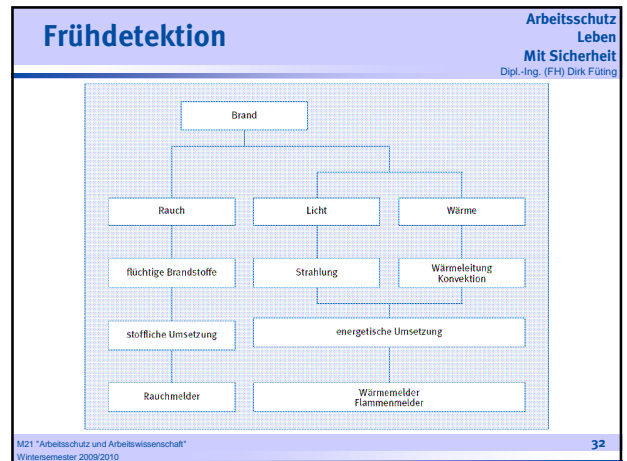 Frühdetektion
Arbeitsschutz
Leben
Mit Sicherheit
Dipl.-Ing. (FH) Dirk Füting
Brand
Rauch
Licht
Wärme
flüchtige Brandstoffe
Strahlung
Wärmeleitung
Konvektion
stoffliche Umsetzung
energetische Umsetzung
Rauchmelder
Wärmemelder
Flammenmelder
M21 "Arbeitsschutz und Arbeitswissenschaft"
Wintersemester 2009/2010
32